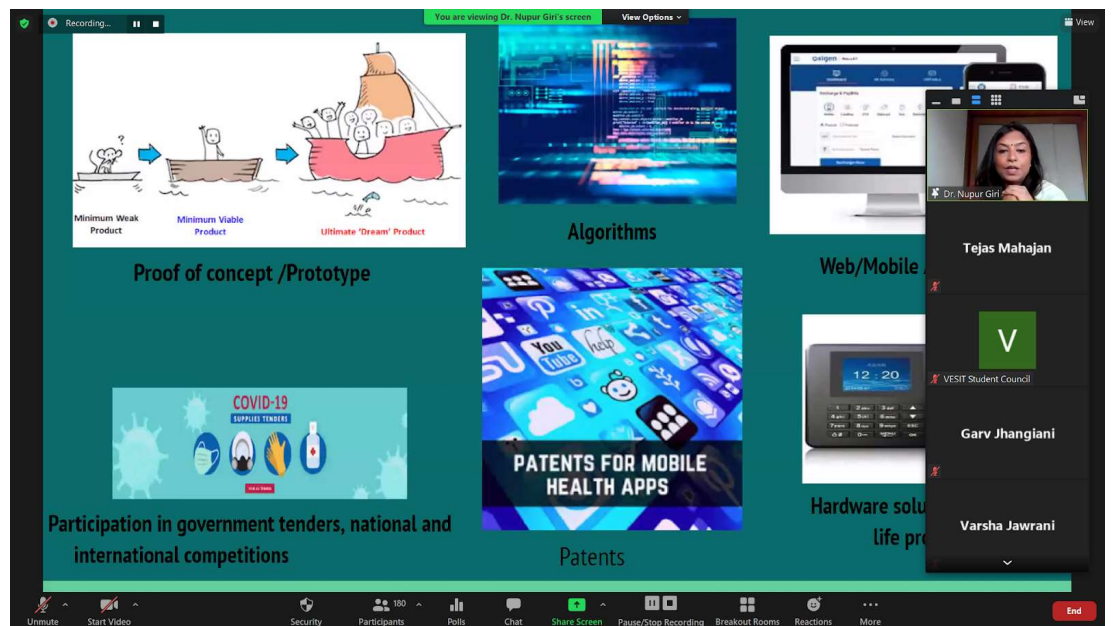 Recording...
You are viewing Dr. Nupur Giri's screen
View Options
View
Minimum Weak
Product
Minimum Viable
Product
Ultimate 'Dream' Product
Proof of concept /Prototype
Algorithms
oxigen
Web/Mobile
Dr. Nupur Giri
Tejas Mahajan
V
VESIT Student Council
Garv Jhangiani
Varsha Jawrani
COVID-19
SUPPLIES TENDERS
You
Tube
help
PATENTS FOR MOBILE
HEALTH APPS
12:20
Participation in government tenders, national and
international competitions
Patents
Hardware solu
life pro
Unmute
Start Video
Security
180
Participants
Polls
Chat
Share Screen
Pause/Stop Recording
Breakout Rooms
Reactions
More
End